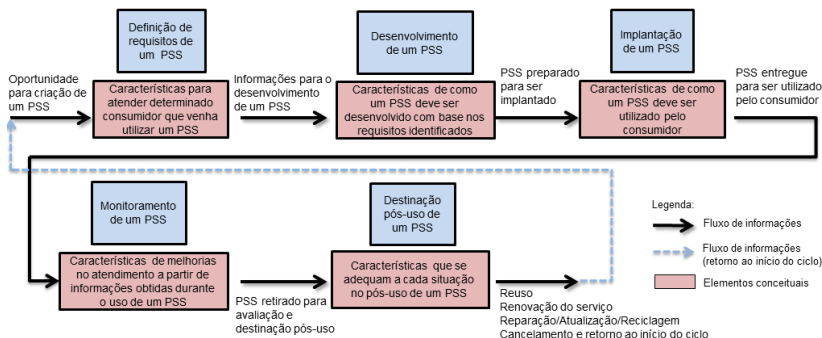 Definição de
requisitos de
um PSS
Desenvolvimento
de um PSS
Implantação
de um PSS
Oportunidade
para criação de
um PSS
Características para
atender determinado
consumidor que venha
utilizar um PSS
Informações para o
desenvolvimento
de um PSS
Características de como
um PSS deve ser
desenvolvido com base nos
requisitos identificados
PSS preparado
para ser
implantado
Características de como
um PSS deve ser
utilizado pelo
consumidor
PSS entregue
para ser utilizado
pelo consumidor
Monitoramento
de um PSS
Destinação
pós-uso de
um PSS
Características de melhorias
no atendimento a partir de
informações obtidas durante
o uso de um PSS
PSS retirado para
avaliação e
destinação pós-uso
Características que se
adequam a cada situação
no pós-uso de um PSS
Reuso
Renovação do serviço
Reparação/Atualização/Reciclagem
Cancelamento e retorno ao início do ciclo
Legenda:
Fluxo de informações
Fluxo de informações
(retorno ao início do ciclo)
Elementos conceituais